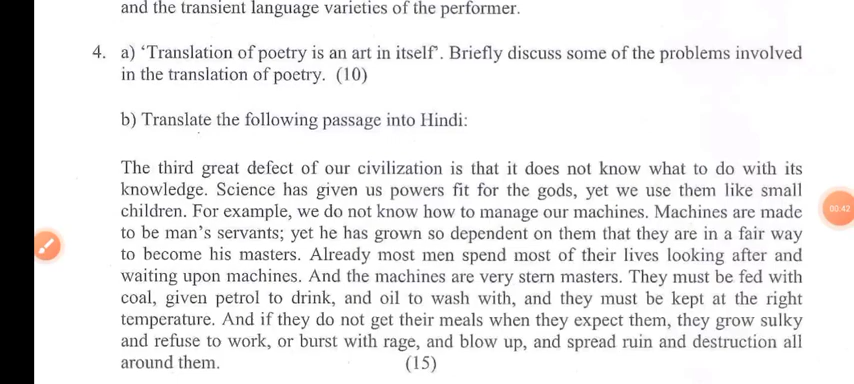 and the transient language varieties of the performer.
4. a) ‘Translation of poetry is an art in itself’. Briefly discuss some of the problems involved
in the translation of poetry. (10)
b) Translate the following passage into Hindi:
The third great defect of our civilization is that it does not know what to do with its
knowledge. Science has given us powers fit for the gods, yet we use them like small
children. For example, we do not know how to manage our machines. Machines are made
to be man’s servants; yet he has grown so dependent on them that they are in a fair way
to become his masters. Already most men spend most of their lives looking after and
waiting upon machines. And the machines are very stern masters. They must be fed with
coal, given petrol to drink, and oil to wash with, and they must be kept at the right
temperature. And if they do not get their meals when they expect them, they grow sulky
and refuse to work, or burst with rage, and blow up, and spread ruin and destruction all
around them. (15)
00:42